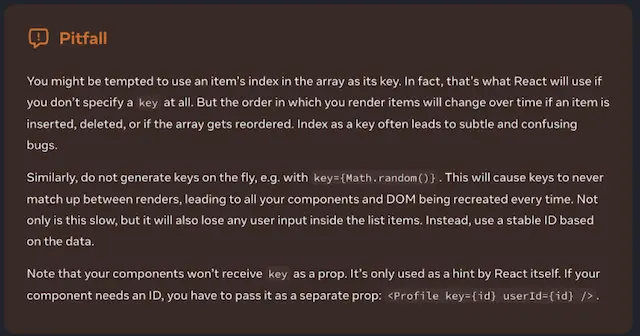 Pitfall
You might be tempted to use an item's index in the array as its key. In fact, that's what React will use if
you don't specify a key at all. But the order in which you render items will change over time if an item is
inserted, deleted, or if the array gets reordered. Index as a key often leads to subtle and confusing
bugs.
Similarly, do not generate keys on the fly, e.g. with key={Math.random()}. This will cause keys to never
match up between renders, leading to all your components and DOM being recreated every time. Not
only is this slow, but it will also lose any user input inside the list items. Instead, use a stable ID based
on the data.
Note that your components won't receive key as a prop. It's only used as a hint by React itself. If your
component needs an ID, you have to pass it as a separate prop: <Profile key={id} userId={id} />.